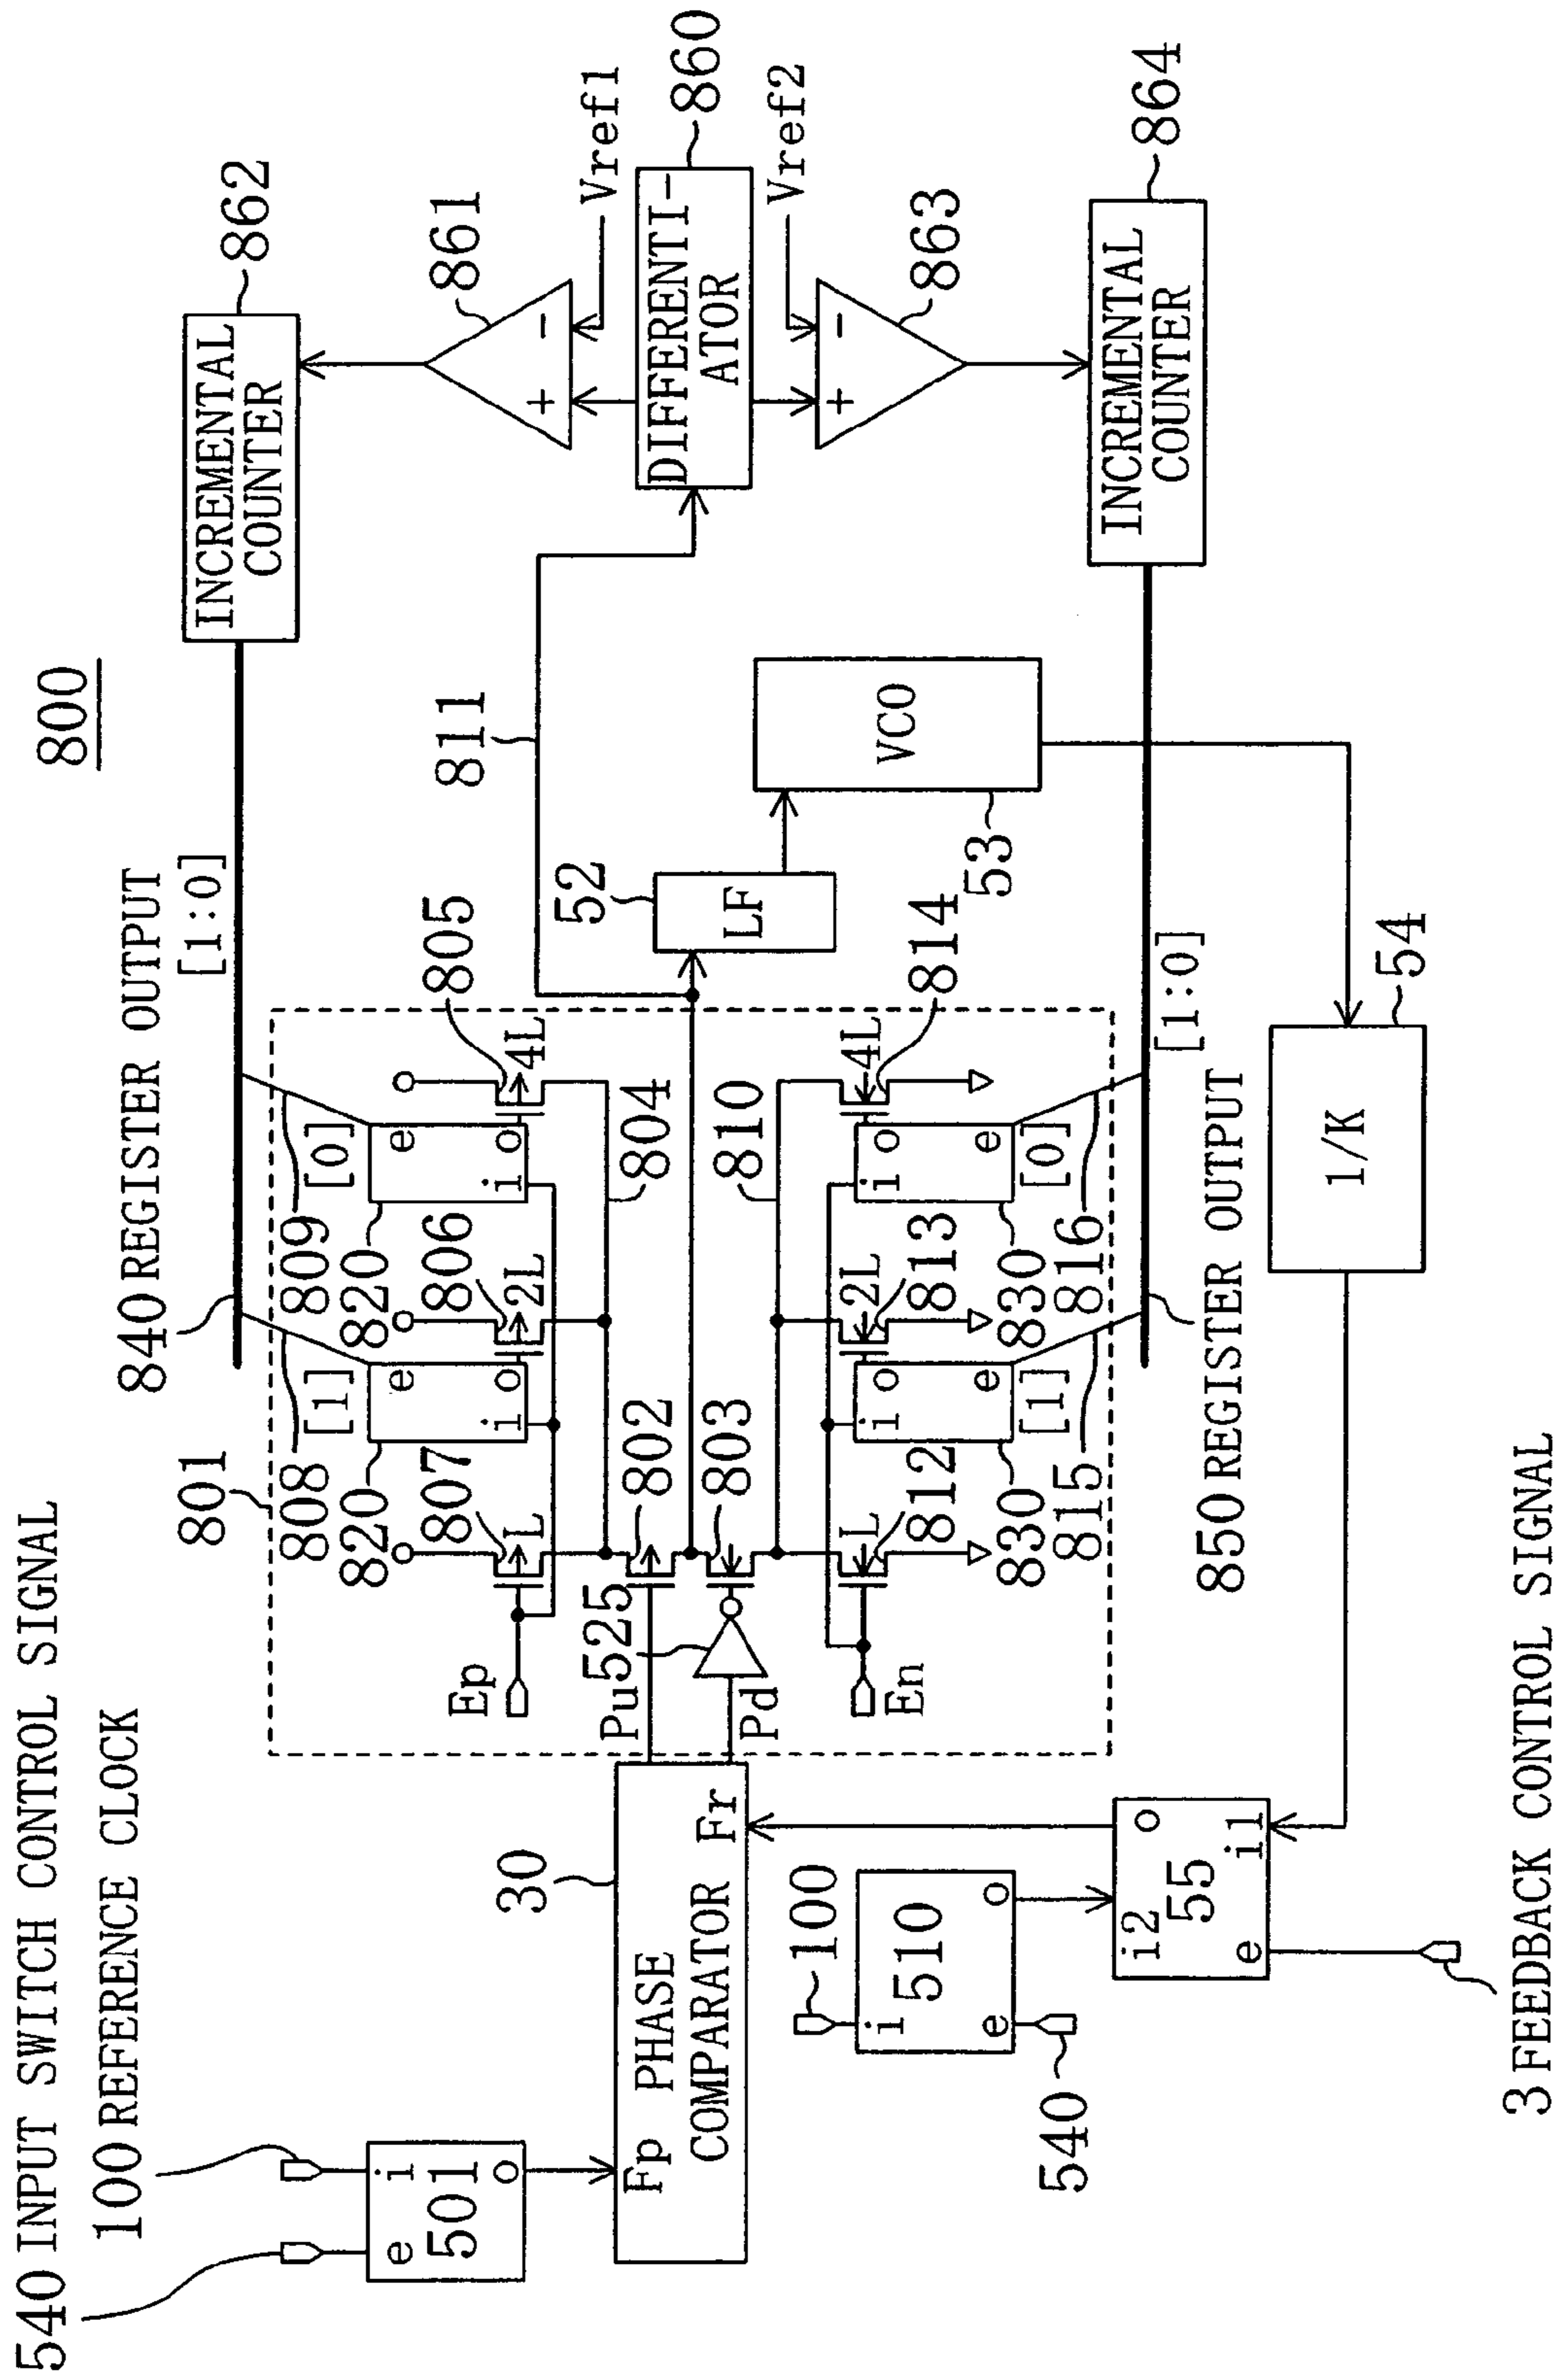 800
540 INPUT SWITCH CONTROL SIGNAL
100 REFERENCE CLOCK
840 REGISTER OUTPUT
[1:0]
INCREMENTAL
COUNTER
862
861
+
−
Vref1
DIFFERENTI-
ATOR
860
Vref2
+
−
863
INCREMENTAL
COUNTER
864
811
801
808
[1]
809
[0]
820
e
i
o
820
e
i
o
807
1L
806
2L
805
4L
Ep
804
802
Pu
525
803
Pd
810
52
LF
VCO
53
En
1L
812
2L
813
4L
814
i
o
e
i
o
e
830
[1]
830
[0]
815
816
[1:0]
850 REGISTER OUTPUT
e
i
501
o
30
Fp
PHASE
COMPARATOR
Fr
100
i
510
e
o
540
i2
o
55
e
i1
1/K
54
3 FEEDBACK CONTROL SIGNAL